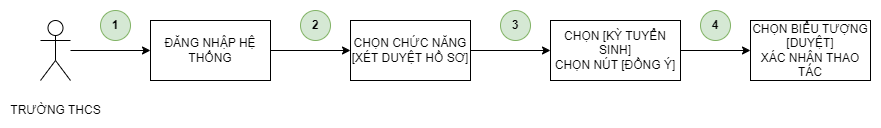 1
2
3
4
ĐĂNG NHẬP HỆ
THỐNG
CHỌN CHỨC NĂNG
[XÉT DUYỆT HỒ SƠ]
CHỌN [KỲ TUYỂN
SINH]
CHỌN NÚT [ĐỒNG Ý]
CHỌN BIỂU TƯỢNG
[DUYỆT]
XÁC NHẬN THAO
TÁC
TRƯỜNG THCS